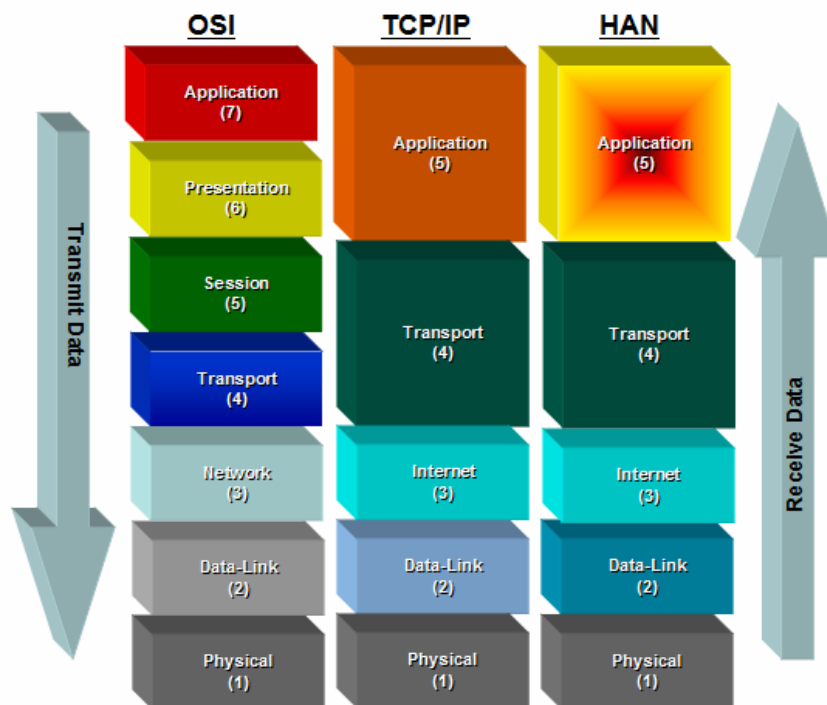 OSI
TCP/IP
HAN
Transmit Data
Application
(7)
Presentation
(6)
Session
(5)
Transport
(4)
Network
(3)
Data-Link
(2)
Physical
(1)
Application
(5)
Transport
(4)
Internet
(3)
Data-Link
(2)
Physical
(1)
Application
(5)
Transport
(4)
Internet
(3)
Data-Link
(2)
Physical
(1)
Receive Data